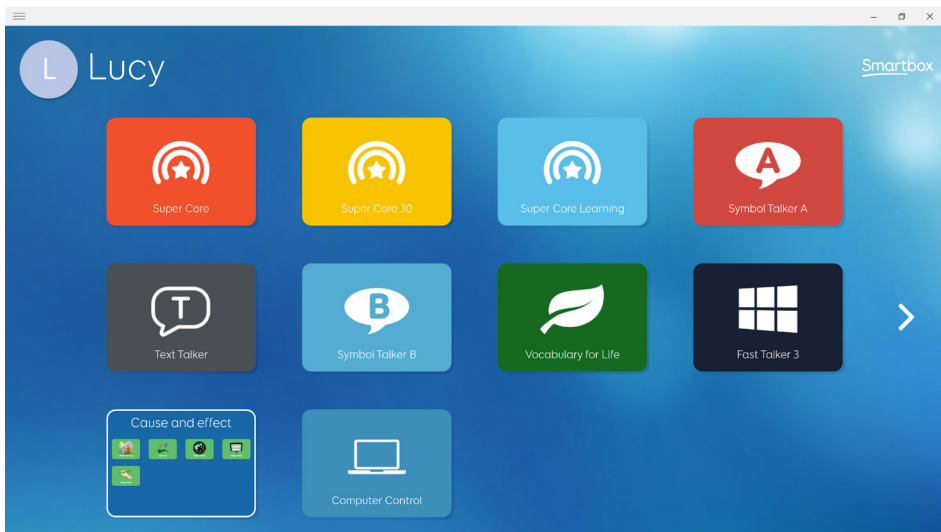 L
Lucy
Smartbox
Super Core
Super Core 30
Super Core Learning
A
Symbol Talker A
T
Text Talker
B
Symbol Talker B
Vocabulary for Life
Fast Talker 3
Cause and effect
Computer Control